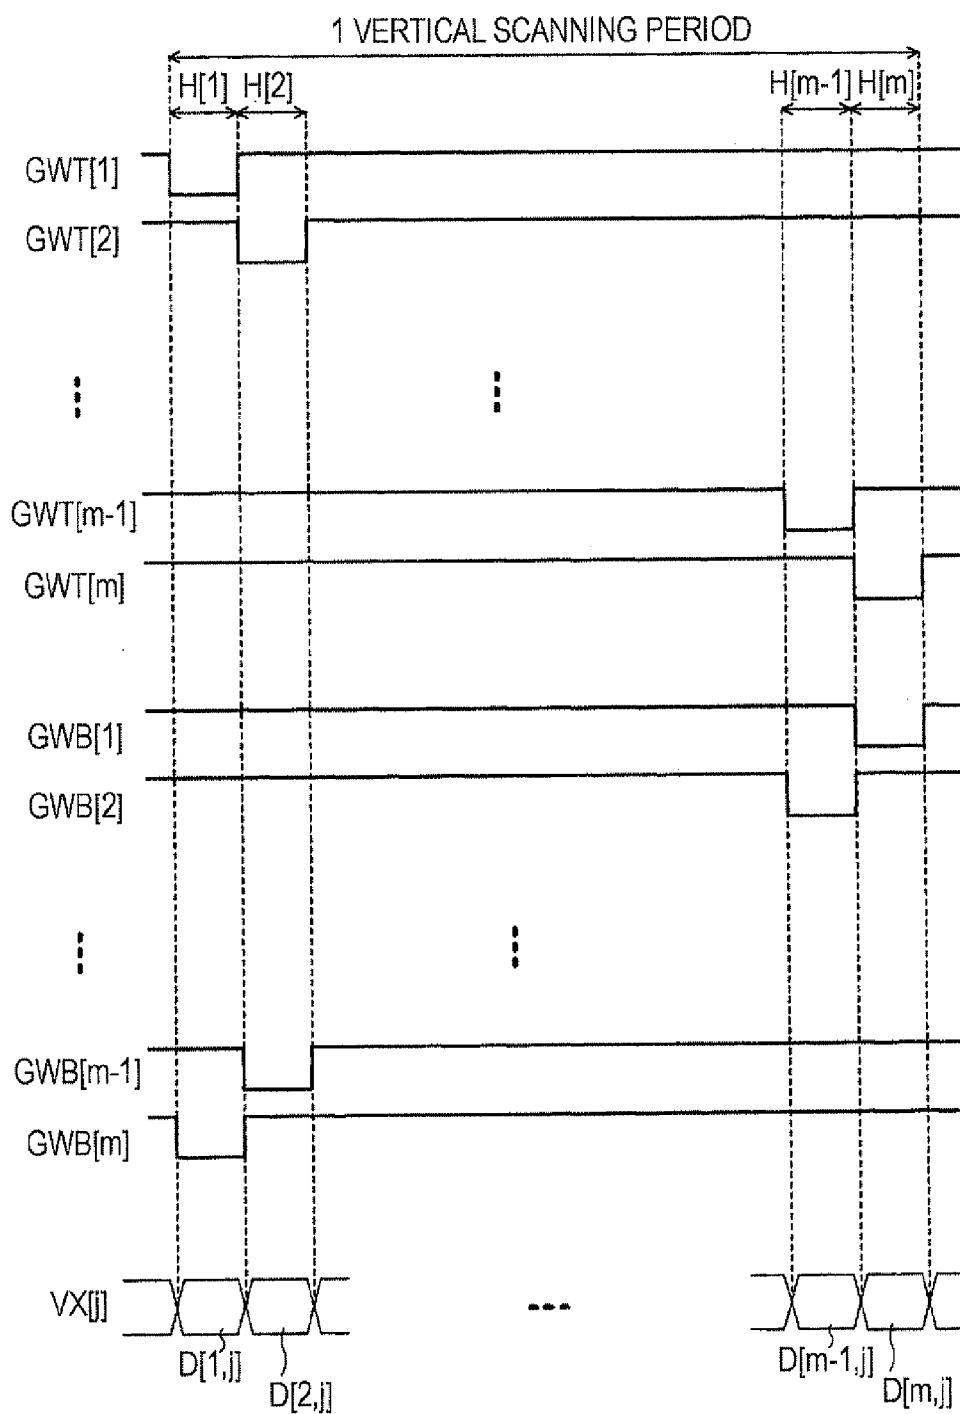 1 VERTICAL SCANNING PERIOD
H[1] H[2] H[m-1] H[m]
GWT[1]
GWT[2]
GWT[m-1]
GWT[m]
GWB[1]
GWB[2]
GWB[m-1]
GWB[m]
VX[j]
D[1,j] D[2,j] D[m-1,j] D[m,j]